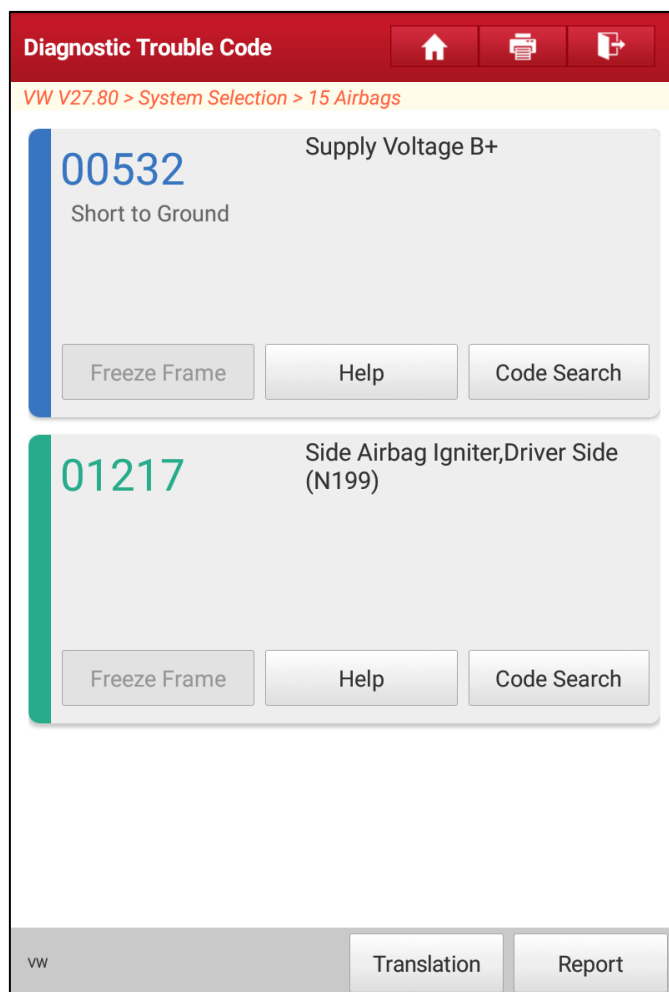 Diagnostic Trouble Code
VW V27.80 > System Selection > 15 Airbags
00532
Supply Voltage B+
Short to Ground
Freeze Frame
Help
Code Search
01217
Side Airbag Igniter,Driver Side
(N199)
Freeze Frame
Help
Code Search
VW
Translation
Report